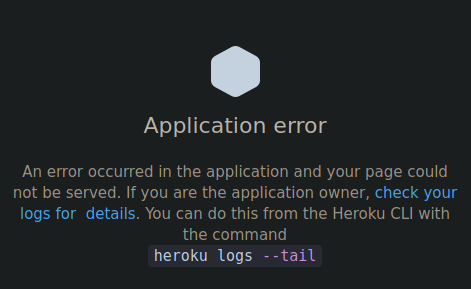 Application error
An error occurred in the application and your page could
not be served. If you are the application owner, check your
logs for details. You can do this from the Heroku CLI with
the command
heroku logs --tail